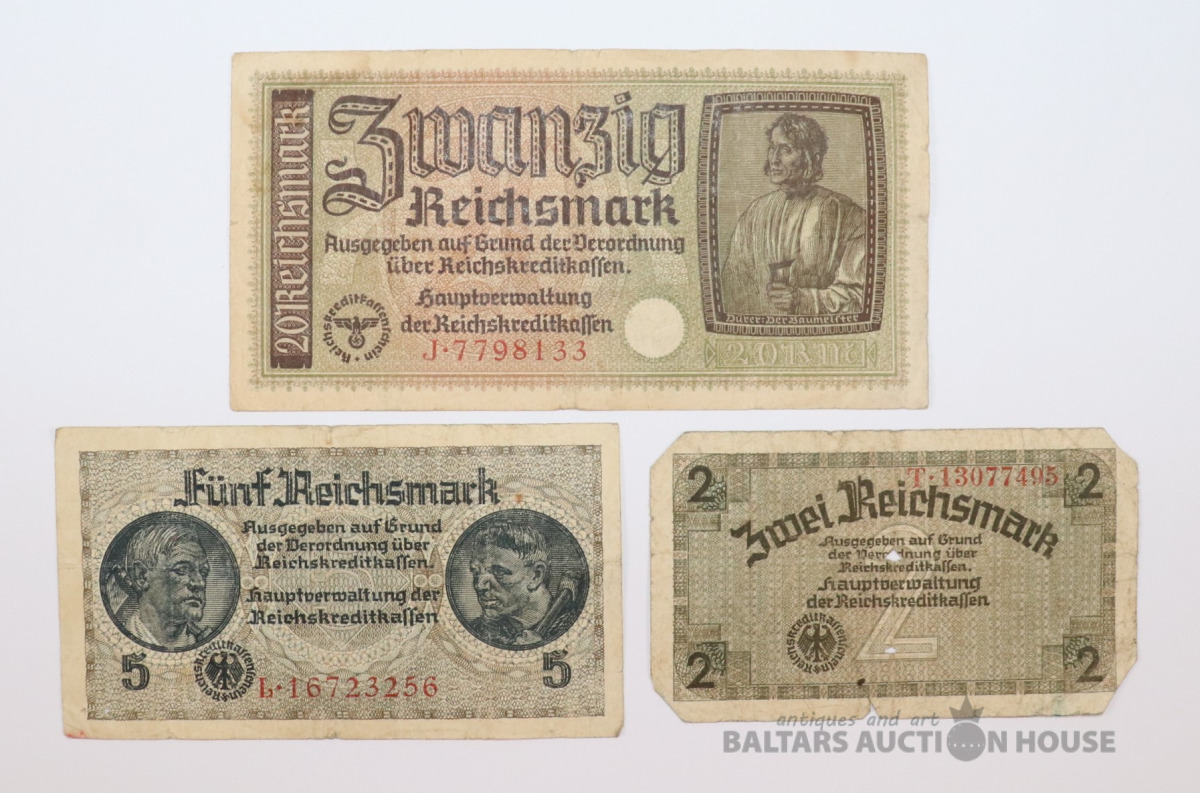 20 Reichsmark
Zwanzig
Reichsmark
Ausgegeben auf Grund der Verordnung
über Reichskreditkassen.
Hauptverwaltung
der Reichskreditkassen
Reichskreditkassenschein
J·7798133
Dürer·Der Baumeister
20 RM
Fünf Reichsmark
Ausgegeben auf Grund
der Verordnung über
Reichskreditkassen.
Hauptverwaltung der
Reichskreditkassen
5
5
Reichskreditkassenschein
L·16723256
2
T·13077495
2
Zwei Reichsmark
Ausgegeben auf Grund
der Verordnung über
Reichskreditkassen.
Hauptverwaltung
der Reichskreditkassen
Reichskreditkassenschein
2
2
2
antiques and art
BALTARS AUCTION HOUSE